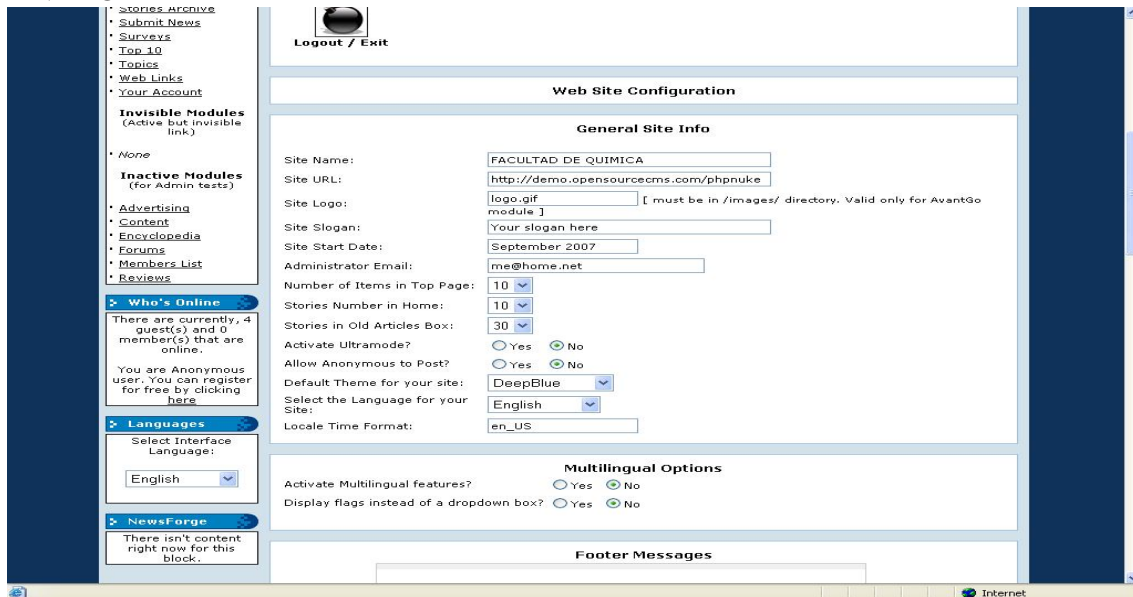 · Stories Archive
· Submit News
· Surveys
· Top 10
· Topics
· Web Links
· Your Account
Invisible Modules
(Active but invisible
link)
· None
Inactive Modules
(for Admin tests)
· Advertising
· Content
· Encyclopedia
· Forums
· Members List
· Reviews
Who's Online
There are currently, 4
guest(s) and 0
member(s) that are
online.
You are Anonymous
user. You can register
for free by clicking
here
Languages
Select Interface
Language:
English
NewsForge
There isn't content
right now for this
block.
Logout / Exit
Web Site Configuration
General Site Info
Site Name: FACULTAD DE QUIMICA
Site URL: http://demo.opensourcecms.com/phpnuke
Site Logo: logo.gif [ must be in /images/ directory. Valid only for AvantGo
module ]
Site Slogan: Your slogan here
Site Start Date: September 2007
Administrator Email: me@home.net
Number of Items in Top Page: 10
Stories Number in Home: 10
Stories in Old Articles Box: 30
Activate Ultramode? Yes No
Allow Anonymous to Post? Yes No
Default Theme for your site: DeepBlue
Select the Language for your
Site: English
Locale Time Format: en_US
Multilingual Options
Activate Multilingual features? Yes No
Display flags instead of a dropdown box? Yes No
Footer Messages
Internet